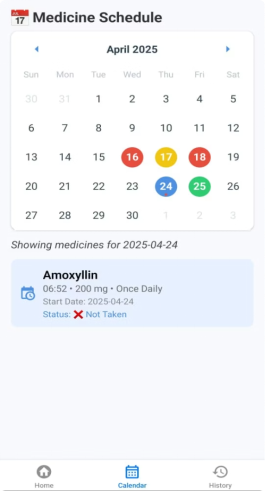 17 Medicine Schedule
April 2025
Sun Mon Tue Wed Thu Fri Sat
30 31 1 2 3 4 5
6 7 8 9 10 11 12
13 14 15 16 17 18 19
20 21 22 23 24 25 26
27 28 29 30 1 2 3
Showing medicines for 2025-04-24
Amoxyllin
06:52 • 200 mg • Once Daily
Start Date: 2025-04-24
Status: ❌ Not Taken
Home Calendar History